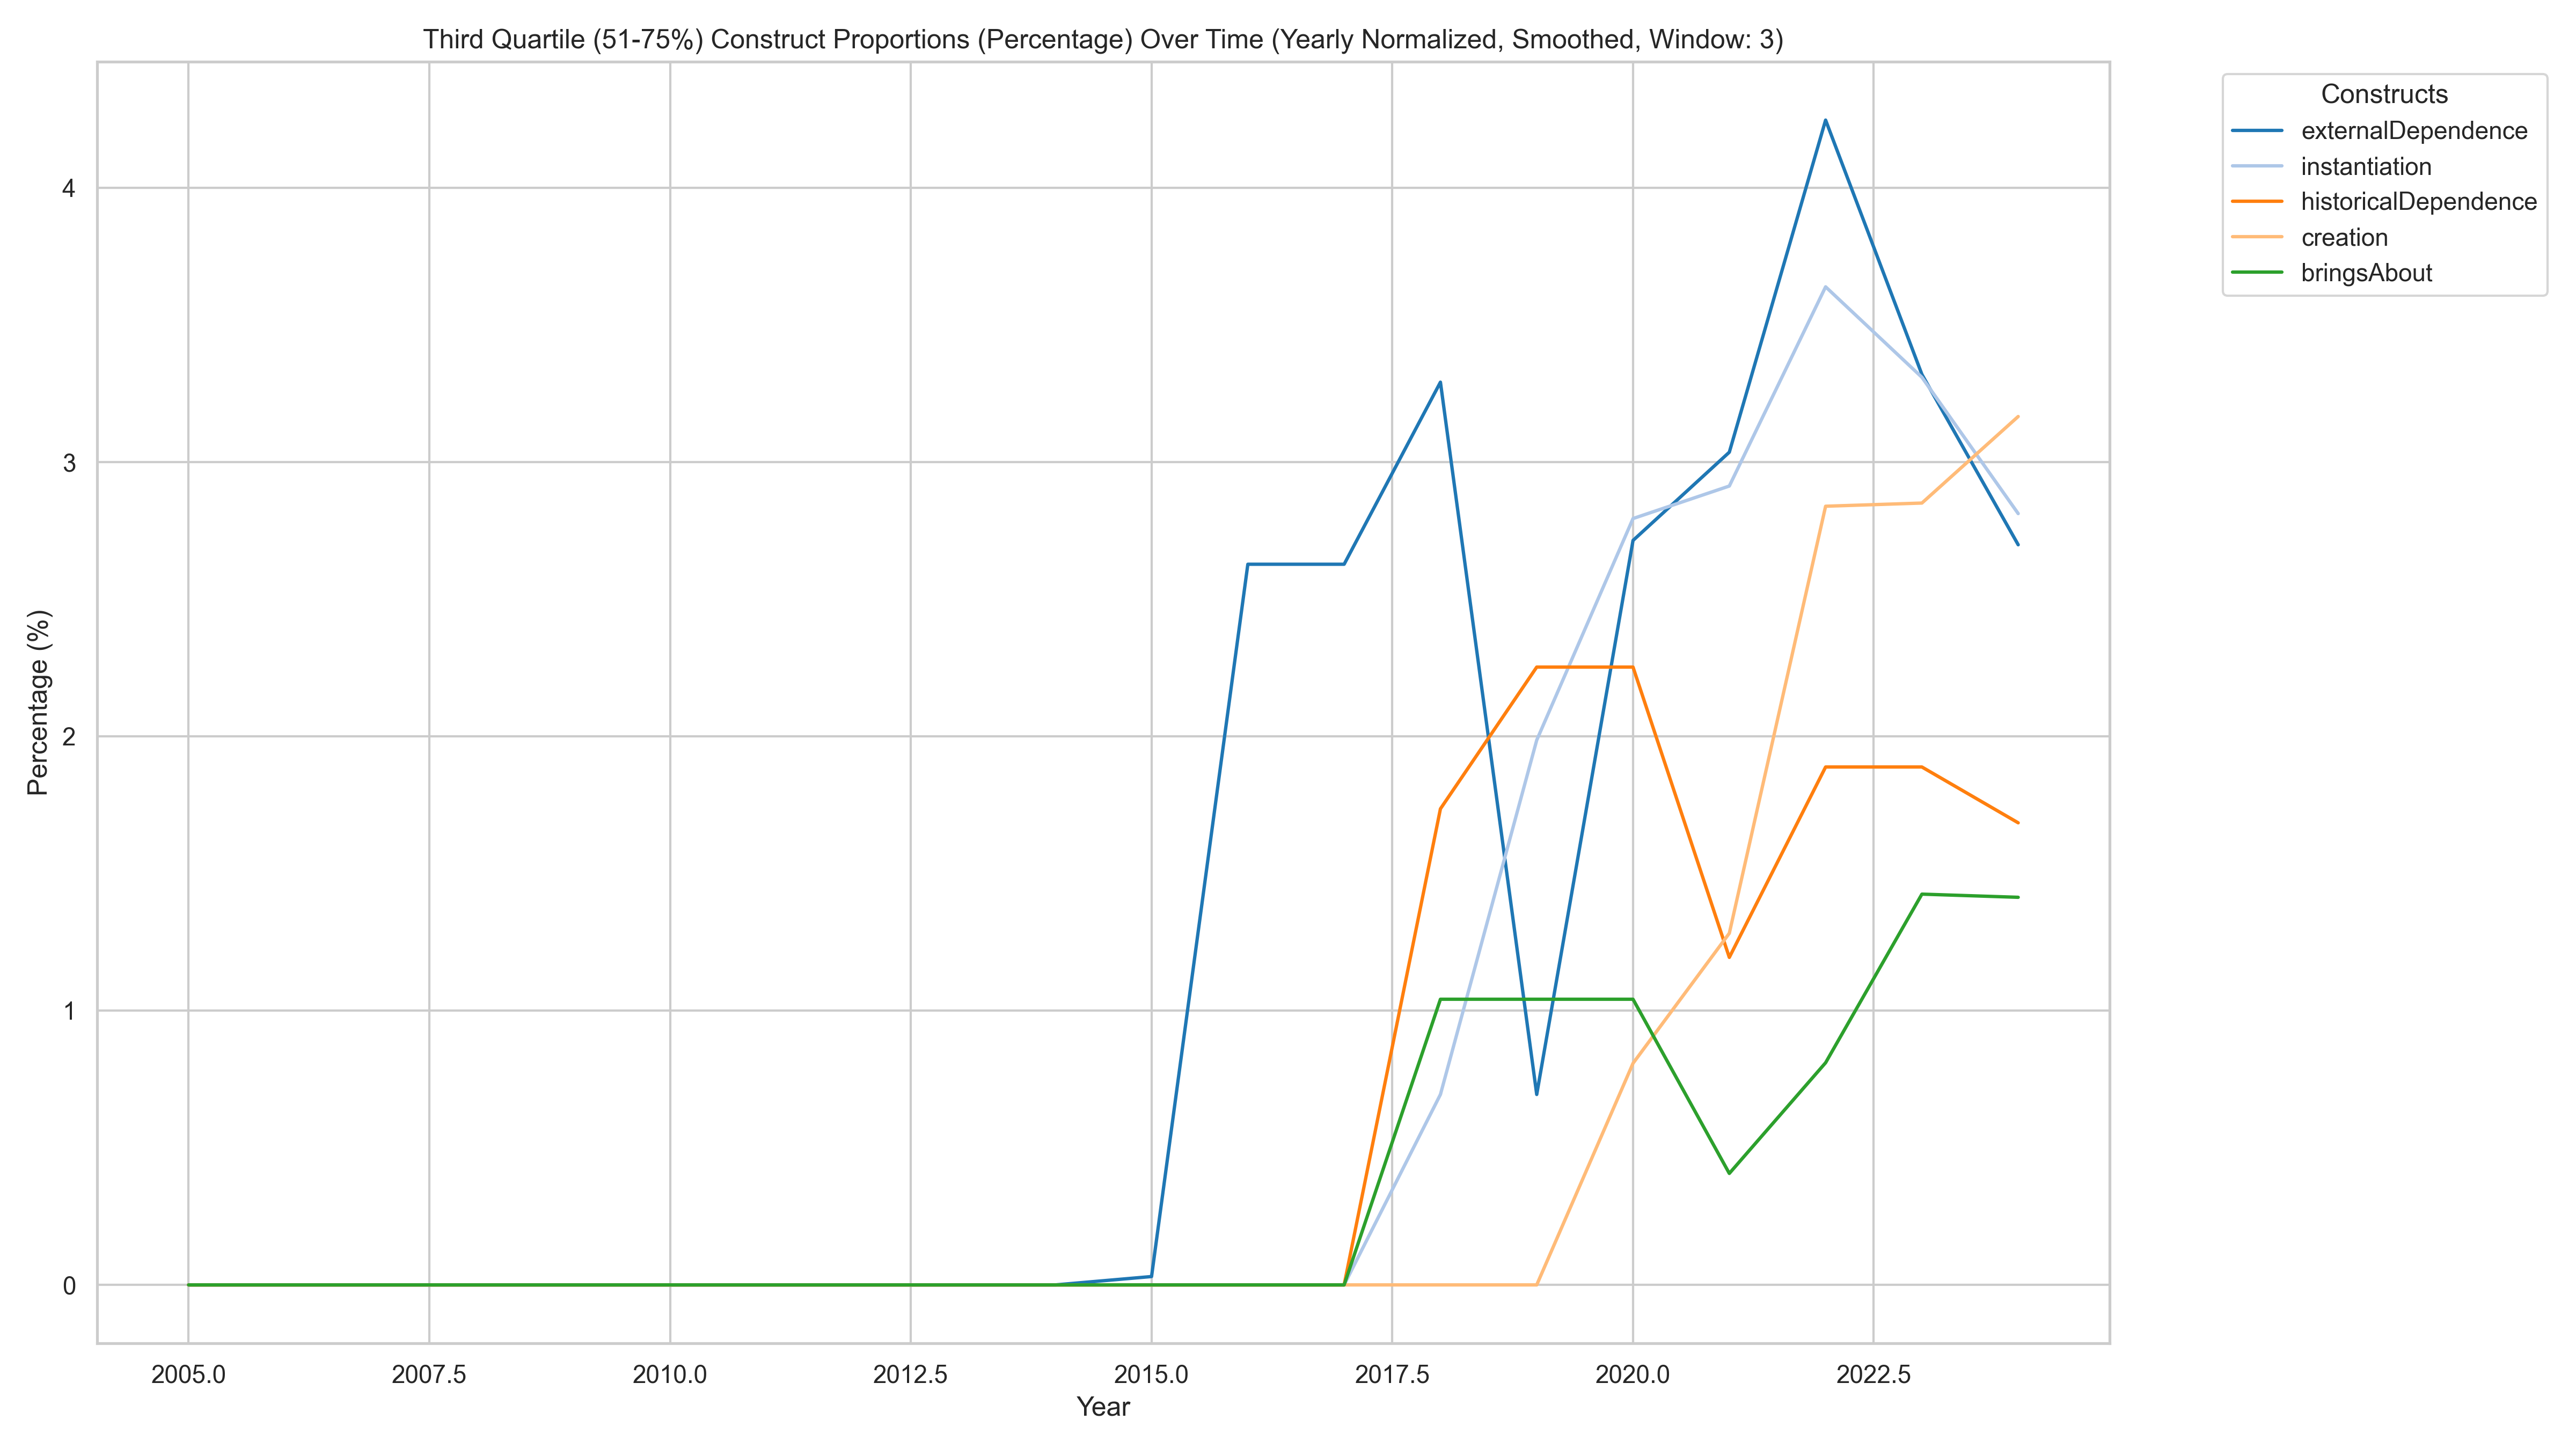 Third Quartile (51-75%) Construct Proportions (Percentage) Over Time (Yearly Normalized, Smoothed, Window: 3)
Constructs
externalDependence
instantiation
historicalDependence
creation
bringsAbout
Percentage (%)
4
3
2
1
0
2005.0 2007.5 2010.0 2012.5 2015.0 2017.5 2020.0 2022.5
Year